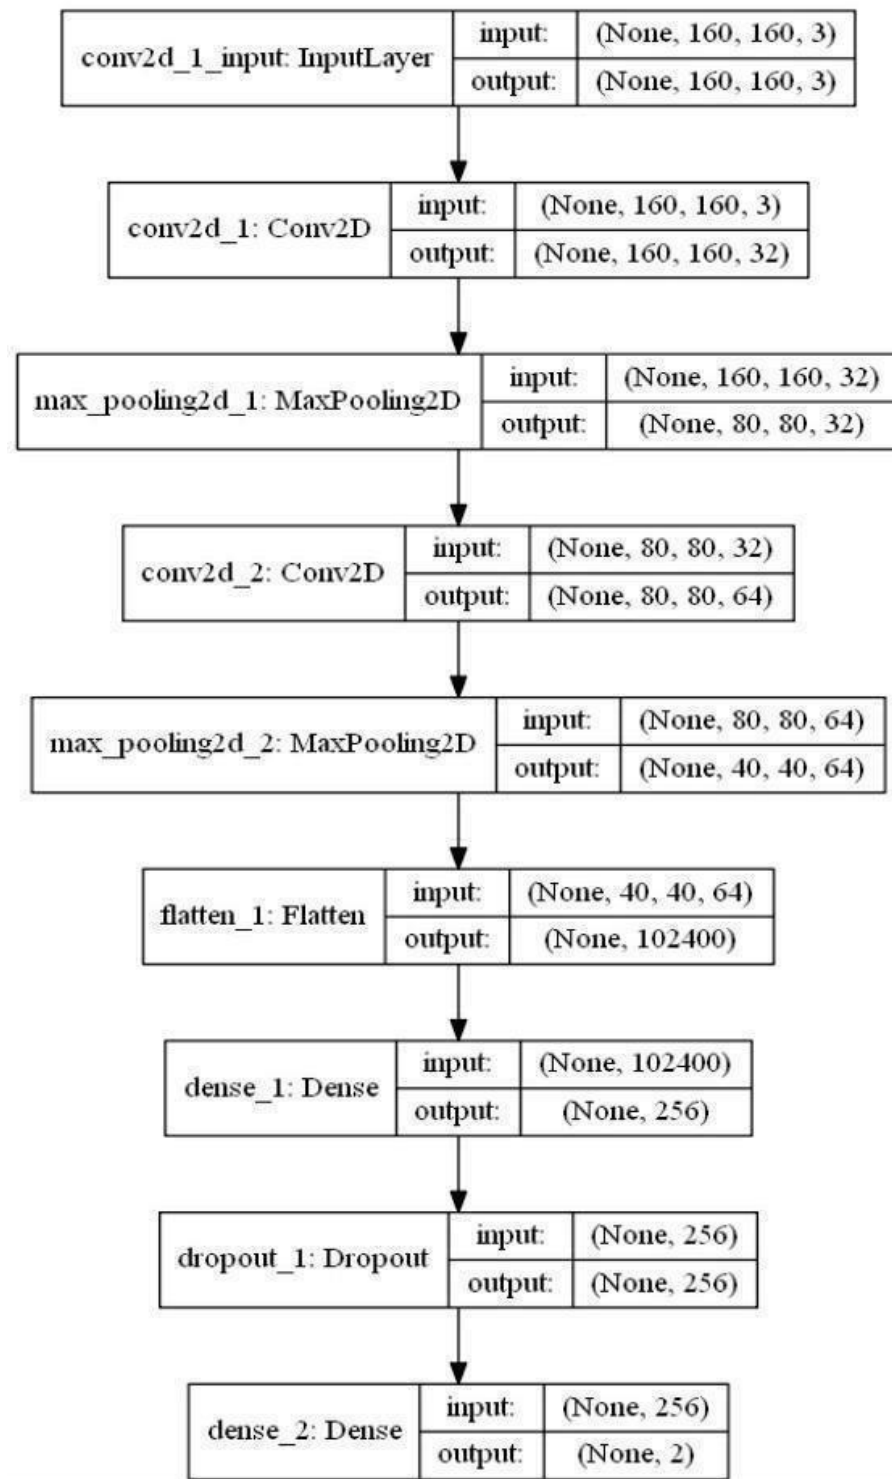 conv2d_1_input: InputLayer
input: (None, 160, 160, 3)
output: (None, 160, 160, 3)
conv2d_1: Conv2D
input: (None, 160, 160, 3)
output: (None, 160, 160, 32)
max_pooling2d_1: MaxPooling2D
input: (None, 160, 160, 32)
output: (None, 80, 80, 32)
conv2d_2: Conv2D
input: (None, 80, 80, 32)
output: (None, 80, 80, 64)
max_pooling2d_2: MaxPooling2D
input: (None, 80, 80, 64)
output: (None, 40, 40, 64)
flatten_1: Flatten
input: (None, 40, 40, 64)
output: (None, 102400)
dense_1: Dense
input: (None, 102400)
output: (None, 256)
dropout_1: Dropout
input: (None, 256)
output: (None, 256)
dense_2: Dense
input: (None, 256)
output: (None, 2)